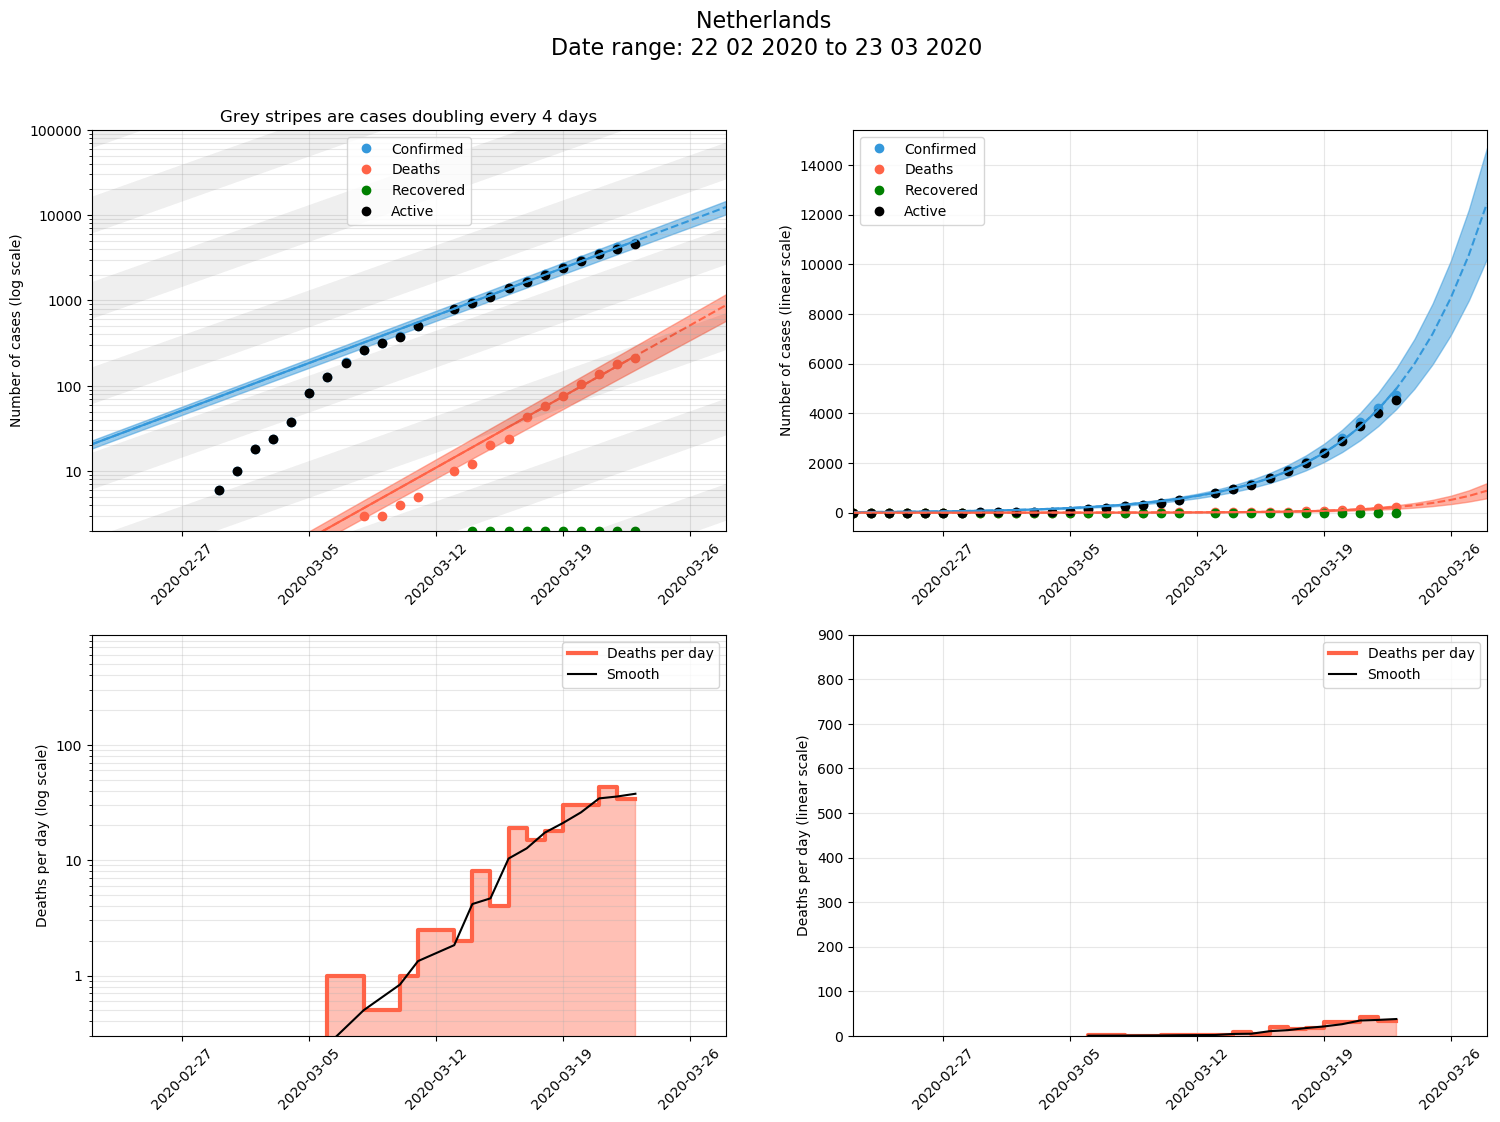 Netherlands
Date range: 22 02 2020 to 23 03 2020
Grey stripes are cases doubling every 4 days
Number of cases (log scale)
100000
10000
1000
100
10
Confirmed
Deaths
Recovered
Active
2020-02-27
2020-03-05
2020-03-12
2020-03-19
2020-03-26
Number of cases (linear scale)
14000
12000
10000
8000
6000
4000
2000
0
Confirmed
Deaths
Recovered
Active
2020-02-27
2020-03-05
2020-03-12
2020-03-19
2020-03-26
Deaths per day (log scale)
100
10
1
Deaths per day
Smooth
2020-02-27
2020-03-05
2020-03-12
2020-03-19
2020-03-26
Deaths per day (linear scale)
900
800
700
600
500
400
300
200
100
0
Deaths per day
Smooth
2020-02-27
2020-03-05
2020-03-12
2020-03-19
2020-03-26